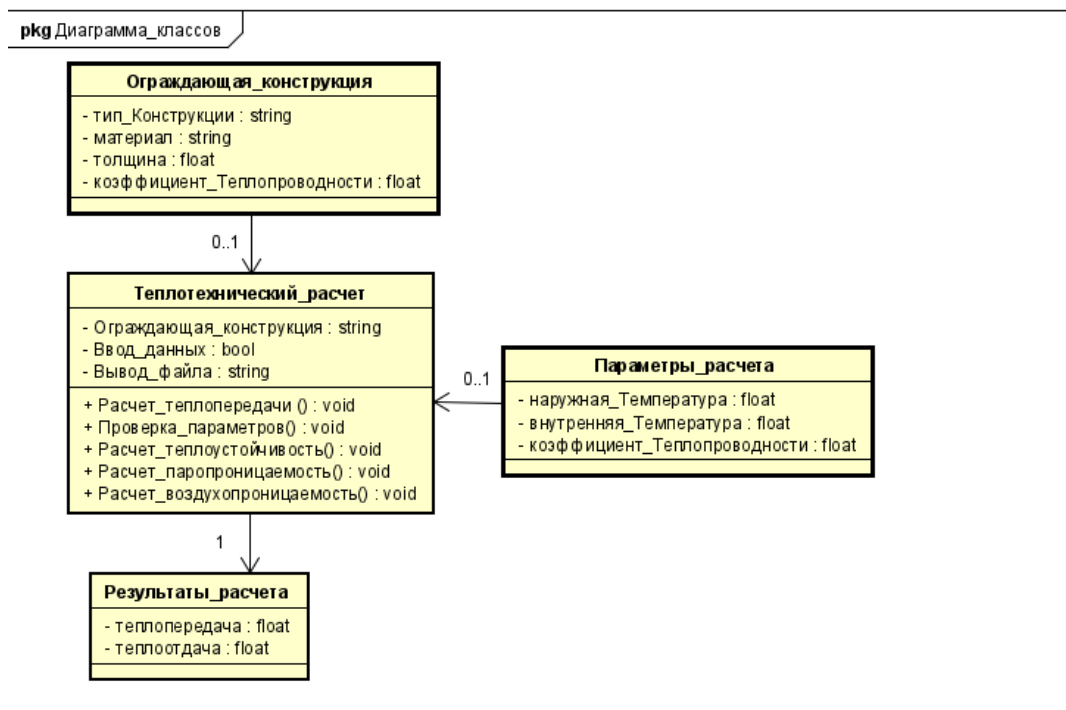 pkg Диаграмма_классов
Ограждающая_конструкция
- тип_Конструкции : string
- материал : string
- толщина : float
- коэффициент_Теплопроводности : float
0..1
Теплотехнический_расчет
- Ограждающая_конструкция : string
- Ввод_данных : bool
- Вывод_файла : string
+ Расчет_теплопередачи () : void
+ Проверка_параметров() : void
+ Расчет_теплоустойчивость() : void
+ Расчет_паропроницаемость() : void
+ Расчет_воздухопроницаемость() : void
0..1
Параметры_расчета
- наружная_Температура : float
- внутренняя_Температура : float
- коэффициент_Теплопроводности : float
1
Результаты_расчета
- теплопередача : float
- теплоотдача : float